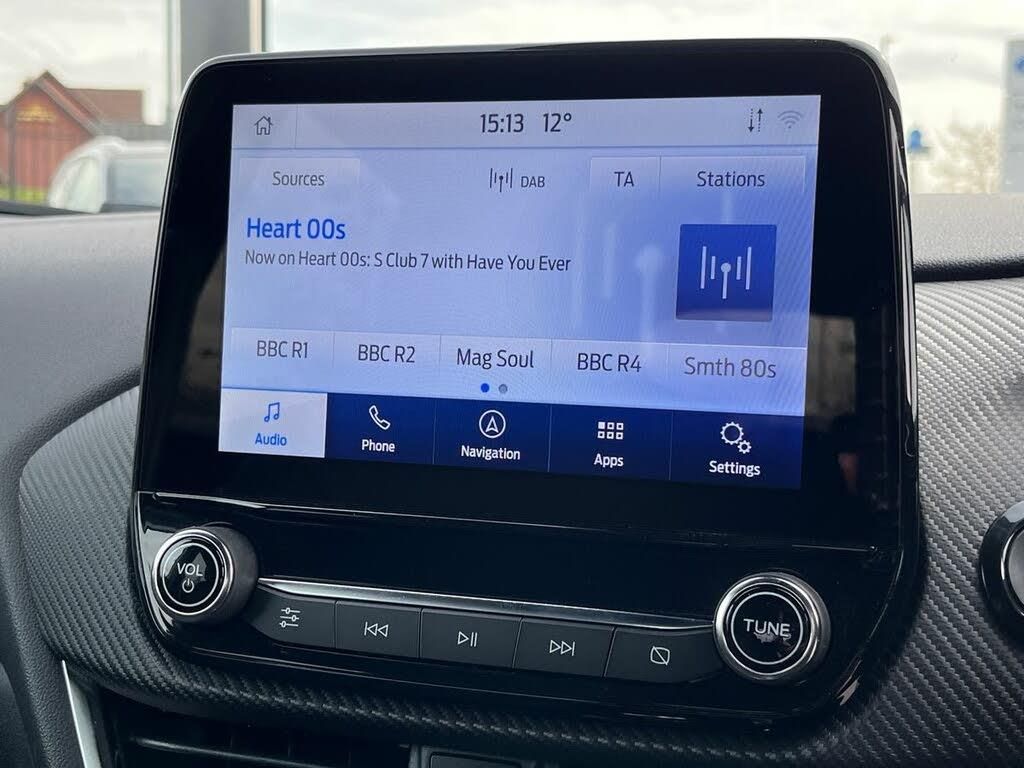 15:13 12°
Sources DAB TA Stations
Heart 00s
Now on Heart 00s: S Club 7 with Have You Ever
BBC R1 BBC R2 Mag Soul BBC R4 Smth 80s
Audio Phone Navigation Apps Settings
VOL
TUNE